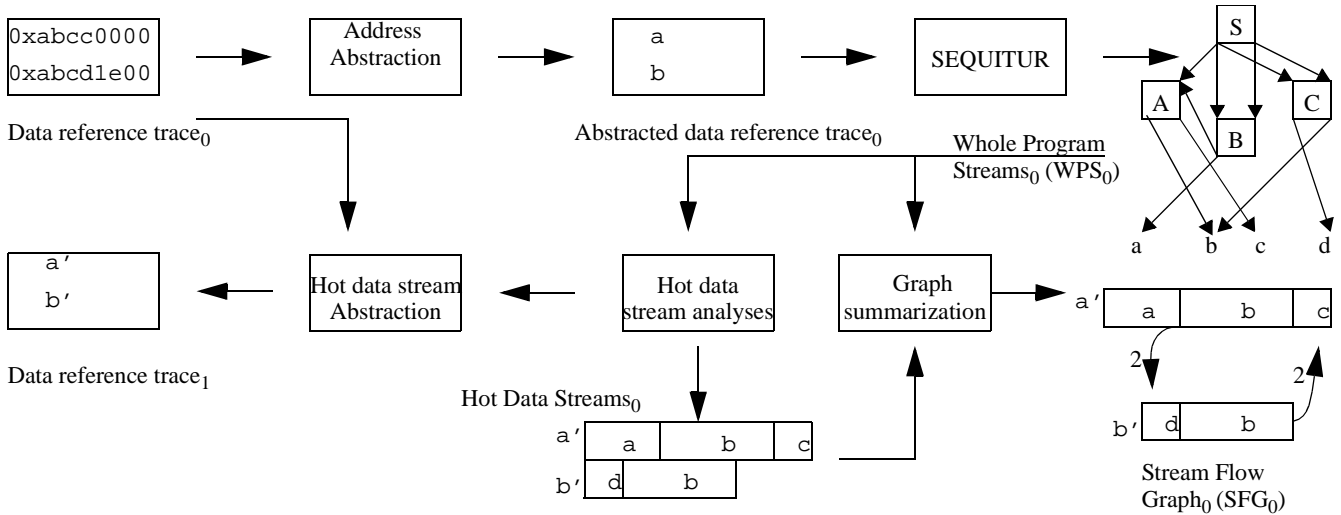 0xabcc0000
0xabcd1e00
Address
Abstraction
a
b
SEQUITUR
S
A
C
B
a
b
c
d
Data reference trace0
Abstracted data reference trace0
Whole Program
Streams0 (WPS0)
a'
b'
Hot data stream
Abstraction
Hot data
stream analyses
Graph
summarization
a'
a
b
c
2
2
b'
d
b
Data reference trace1
Hot Data Streams0
a'
a
b
c
b'
d
b
Stream Flow
Graph0 (SFG0)